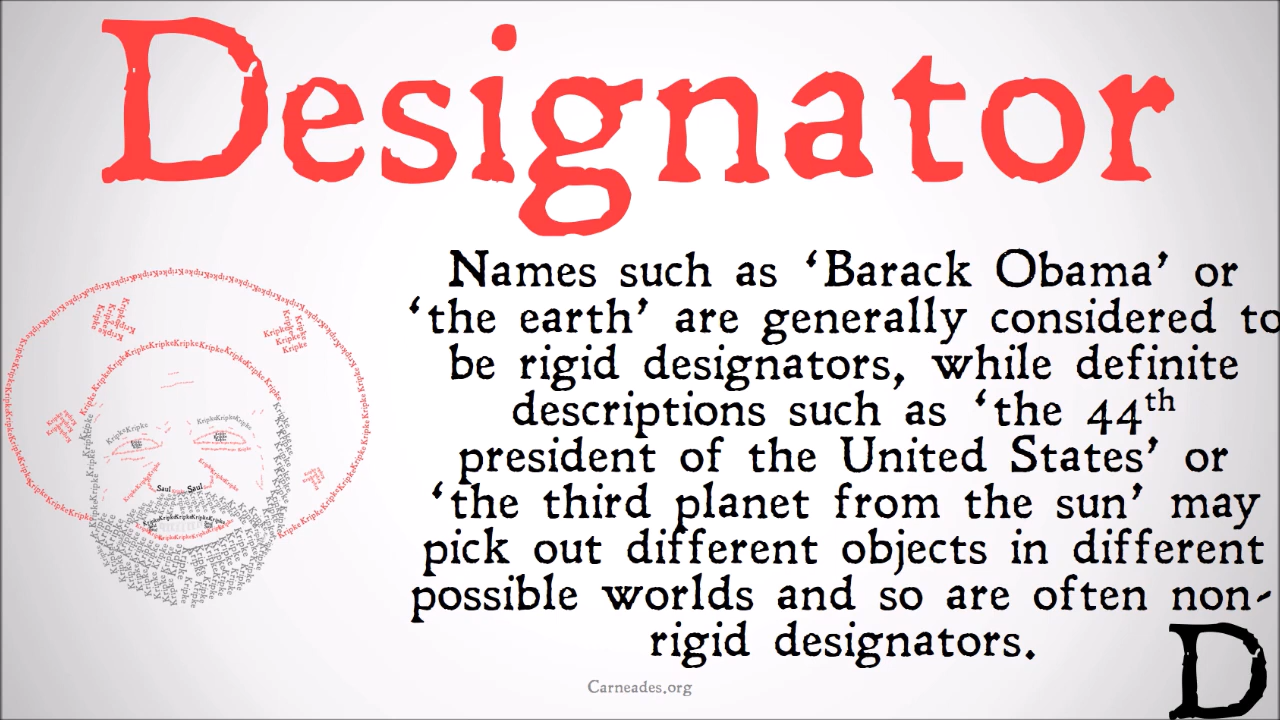 Designator
Names such as ‘Barack Obama’ or
‘the earth’ are generally considered to
be rigid designators, while definite
descriptions such as ‘the 44th
president of the United States’ or
‘the third planet from the sun’ may
pick out different objects in different
possible worlds and so are often non-
rigid designators.
Saul Saul
Carneades.org
D